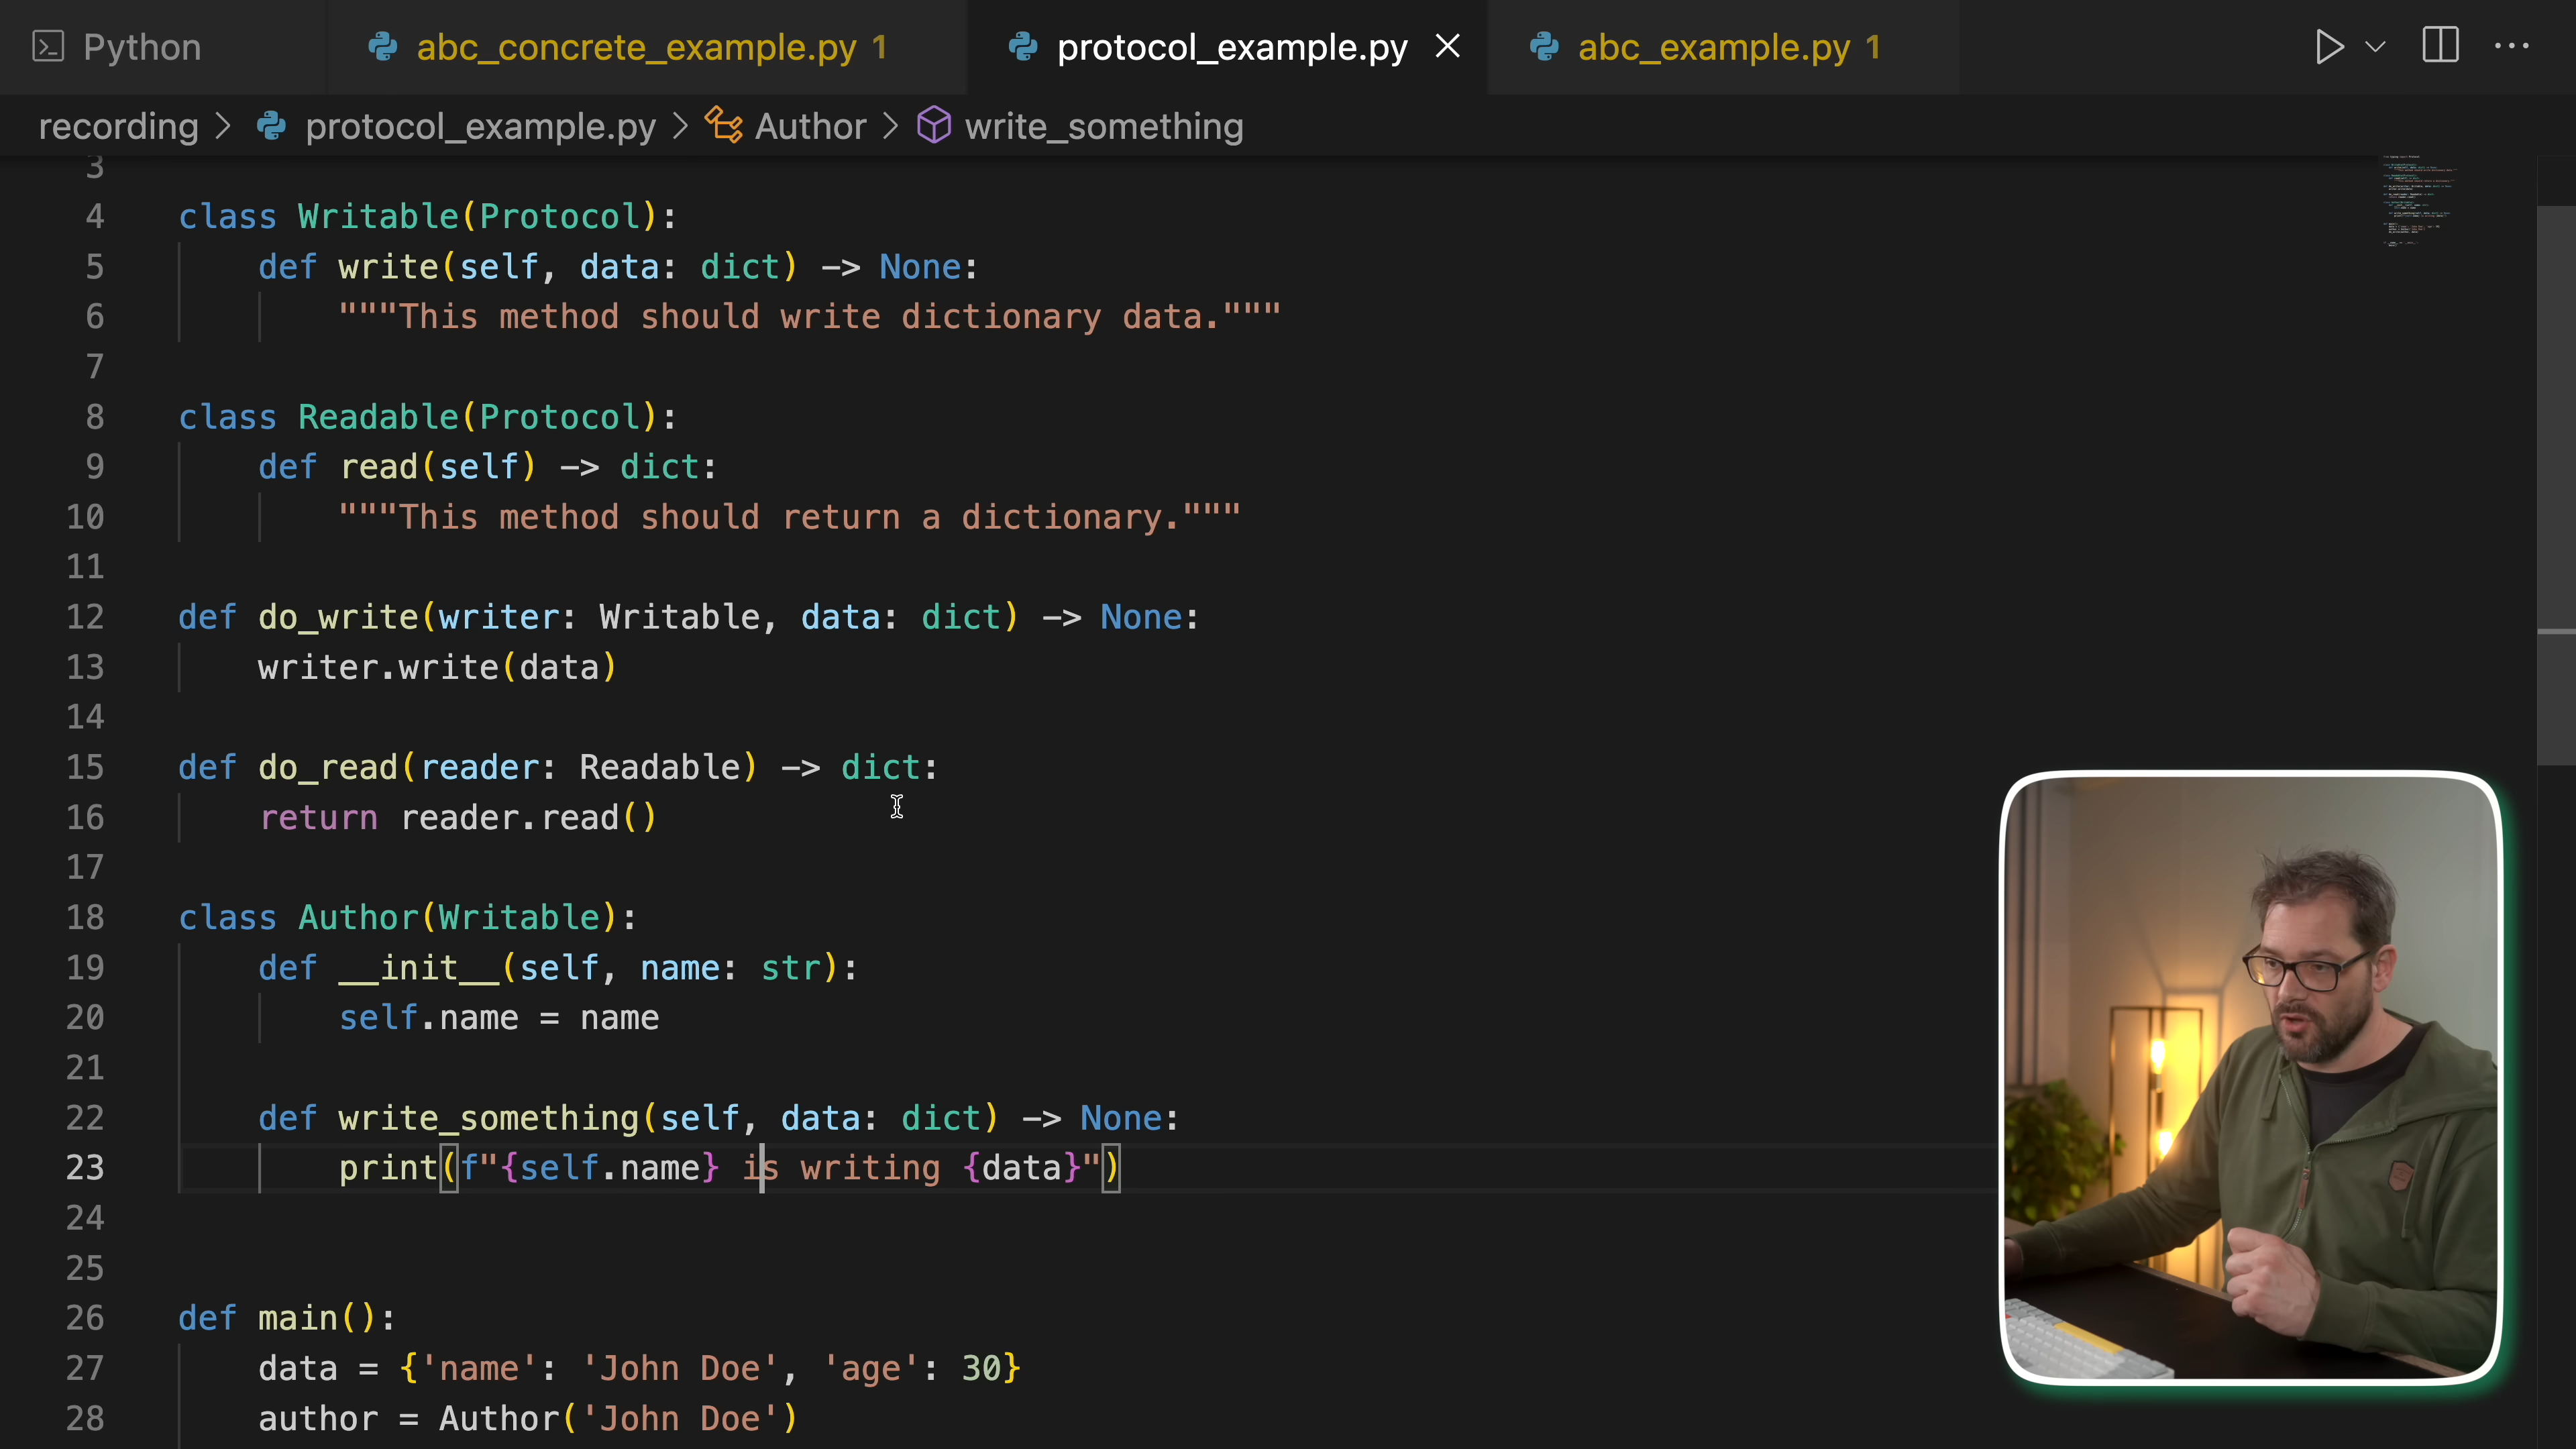 Python
abc_concrete_example.py 1
protocol_example.py
abc_example.py 1
recording > protocol_example.py > Author > write_something
3
4 class Writable(Protocol):
5 def write(self, data: dict) -> None:
6 """This method should write dictionary data."""
7
8 class Readable(Protocol):
9 def read(self) -> dict:
10 """This method should return a dictionary."""
11
12 def do_write(writer: Writable, data: dict) -> None:
13 writer.write(data)
14
15 def do_read(reader: Readable) -> dict:
16 return reader.read()
17
18 class Author(Writable):
19 def __init__(self, name: str):
20 self.name = name
21
22 def write_something(self, data: dict) -> None:
23 print(f"{self.name} is writing {data}")
24
25
26 def main():
27 data = {'name': 'John Doe', 'age': 30}
28 author = Author('John Doe')